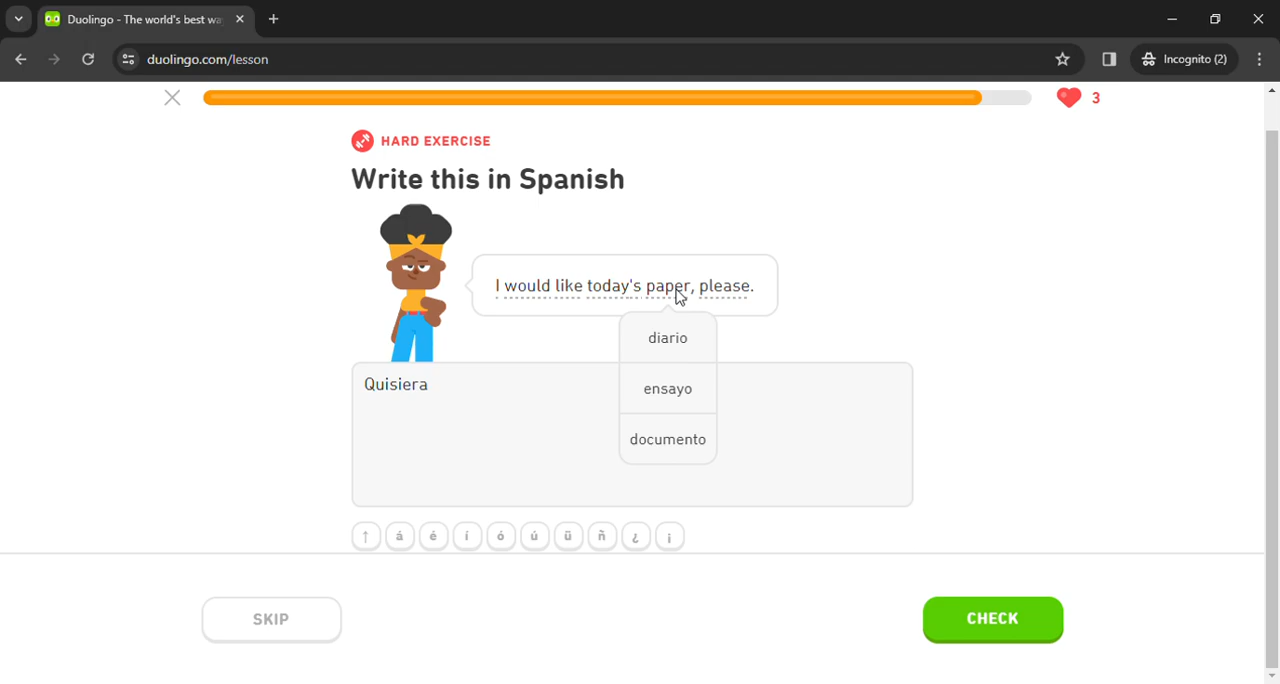 Duolingo - The world's best wa
duolingo.com/lesson
Incognito (2)
3
HARD EXERCISE
Write this in Spanish
I would like today's paper, please.
diario
ensayo
documento
Quisiera
↑ á é í ó ú ü ñ ¿ ¡
SKIP
CHECK